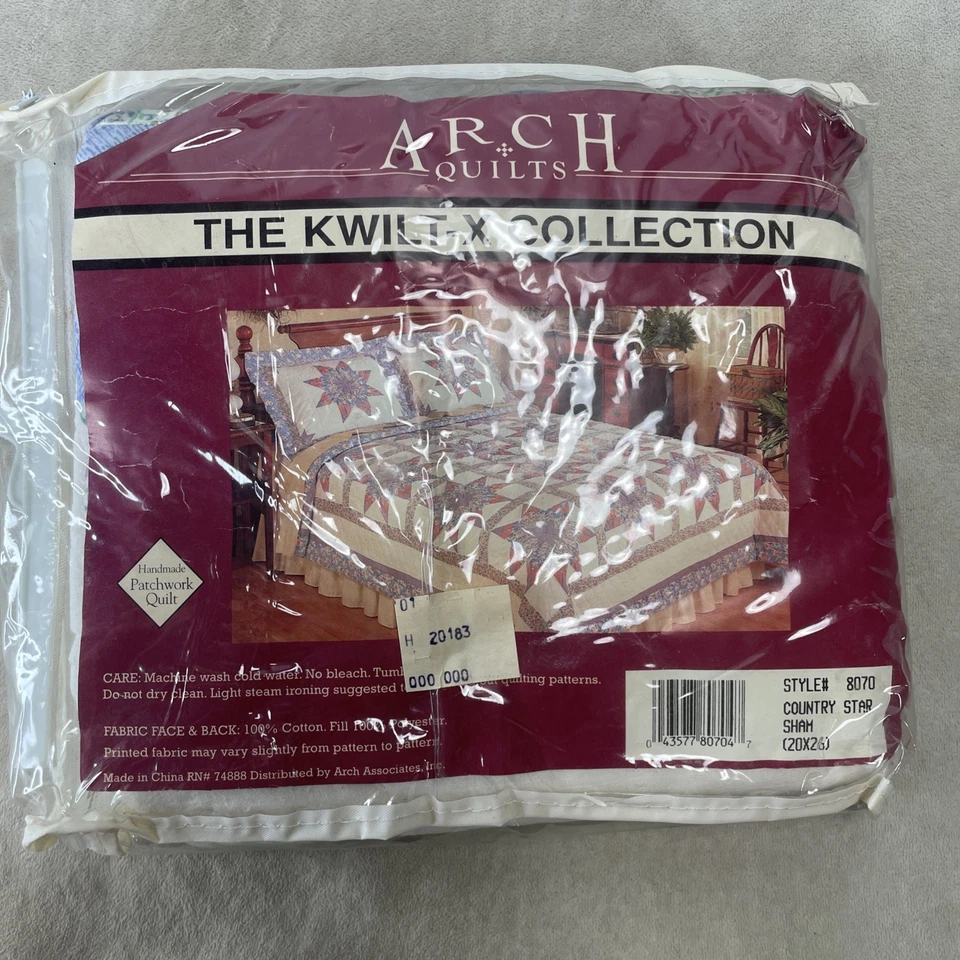 ARCH
QUILTS
THE KWILT-X COLLECTION
Handmade
Patchwork
Quilt
01
H 20183
000 000
CARE: Machine wash cold water. No bleach. Tumb quilting patterns.
Do not dry clean. Light steam ironing suggested
FABRIC FACE & BACK: 100% Cotton. Fill 100% Polyester.
Printed fabric may vary slightly from pattern to pattern.
Made in China RN# 74888 Distributed by Arch Associates, Inc.
STYLE# 8070
COUNTRY STAR
SHAM
(20X26)
0 43577 80704 7